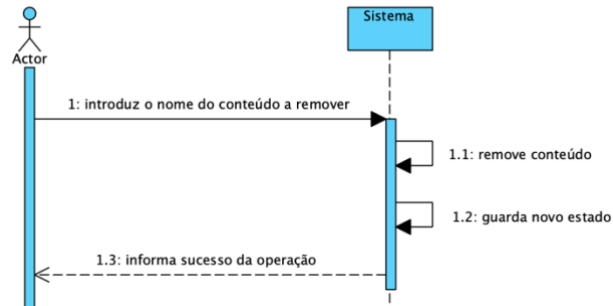 Sistema
Actor
1: introduz o nome do conteúdo a remover
1.1: remove conteúdo
1.2: guarda novo estado
1.3: informa sucesso da operação